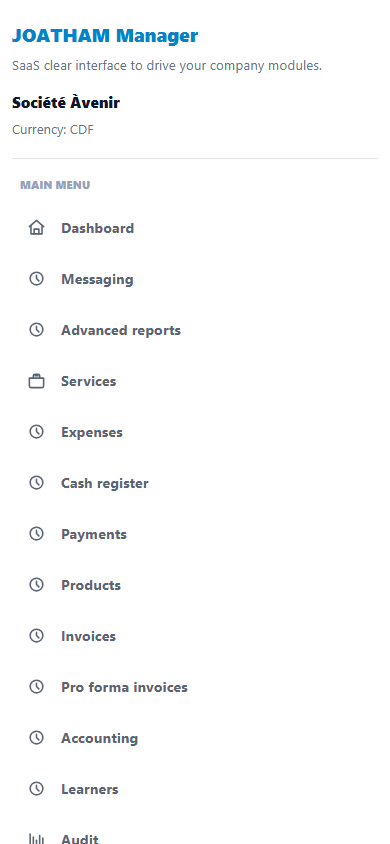 JOATHAM Manager
SaaS clear interface to drive your company modules.
Société Àvenir
Currency: CDF
MAIN MENU
Dashboard
Messaging
Advanced reports
Services
Expenses
Cash register
Payments
Products
Invoices
Pro forma invoices
Accounting
Learners
Audit